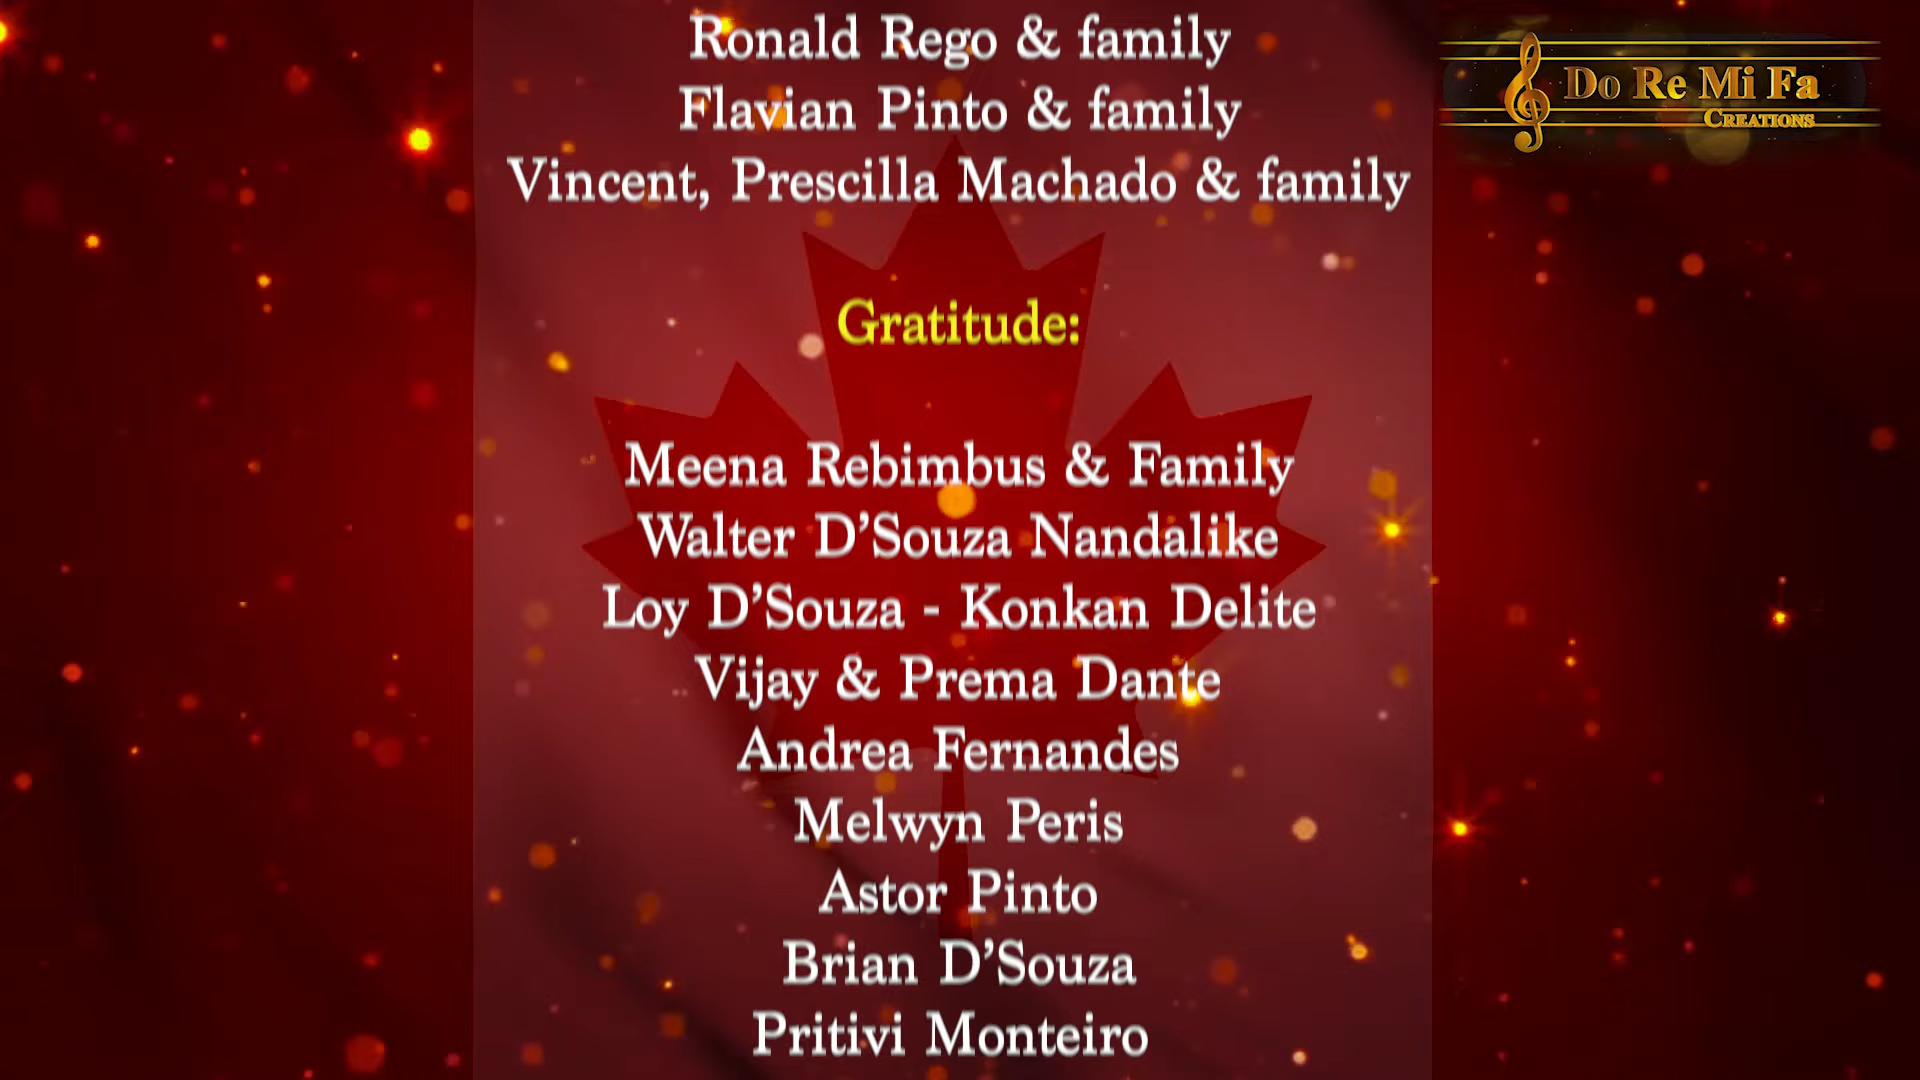 Ronald Rego & family
Flavian Pinto & family
Vincent, Prescilla Machado & family
Do Re Mi Fa
CREATIONS
Gratitude:
Meena Rebimbus & Family
Walter D’Souza Nandalike
Loy D’Souza - Konkan Delite
Vijay & Prema Dante
Andrea Fernandes
Melwyn Peris
Astor Pinto
Brian D’Souza
Pritivi Monteiro